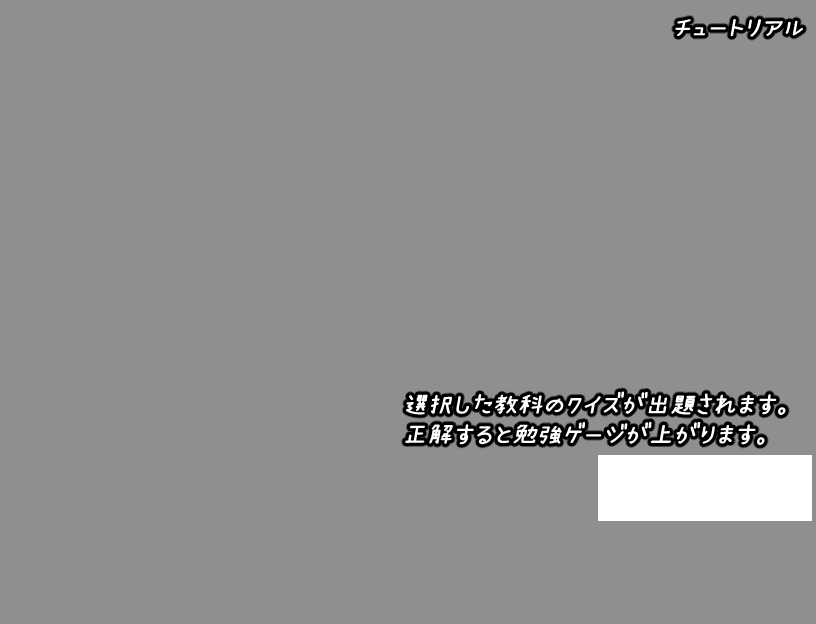 チュートリアル
選択した教科のクイズが出題されます。
正解すると勉強ゲージが上がります。